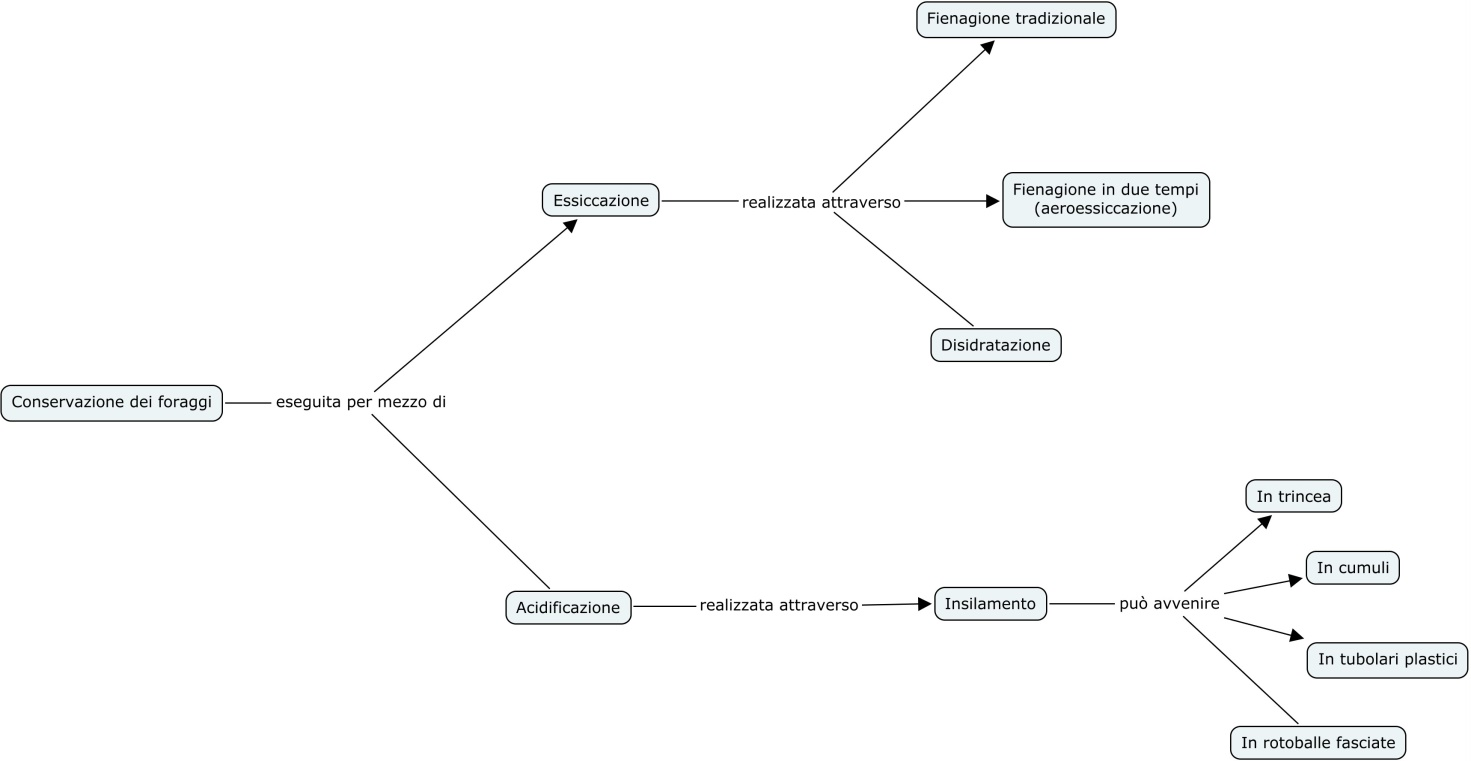 Fienagione tradizionale
Essiccazione
realizzata attraverso
Fienagione in due tempi
(aeroessiccazione)
Disidratazione
Conservazione dei foraggi
eseguita per mezzo di
In trincea
In cumuli
Acidificazione
realizzata attraverso
Insilamento
può avvenire
In tubolari plastici
In rotoballe fasciate